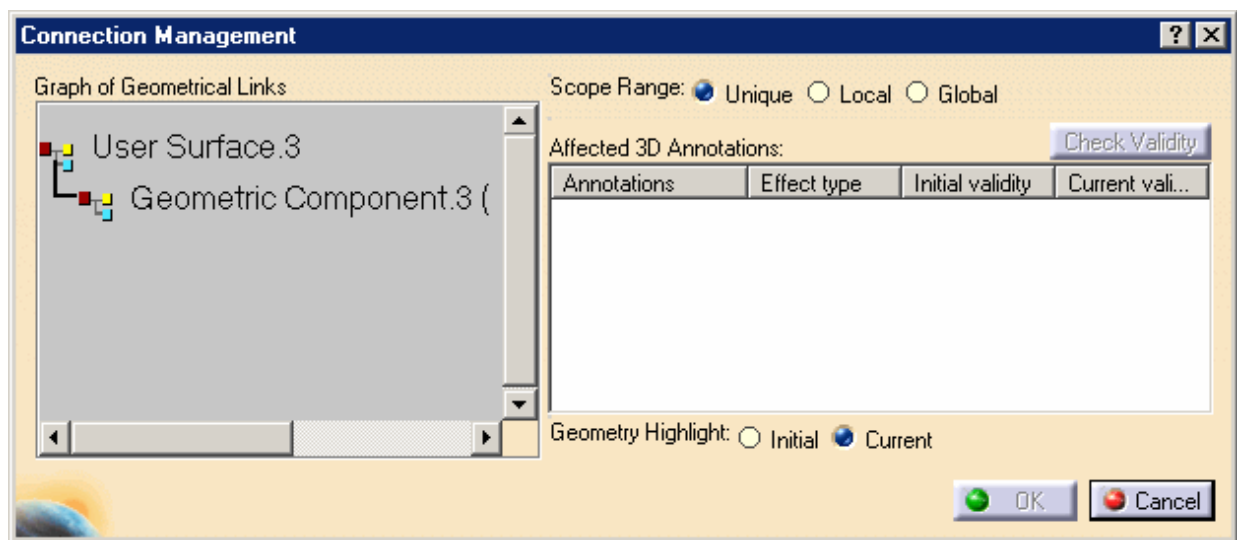 Connection Management
Graph of Geometrical Links
User Surface.3
Geometric Component.3 (
Scope Range: Unique Local Global
Check Validity
Affected 3D Annotations:
Annotations Effect type Initial validity Current vali...
Geometry Highlight: Initial Current
OK Cancel